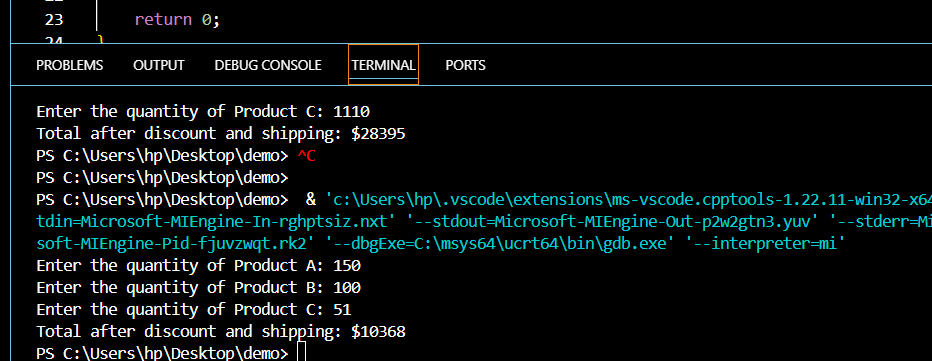 23 return 0;
24 }
PROBLEMS OUTPUT DEBUG CONSOLE TERMINAL PORTS
Enter the quantity of Product C: 1110
Total after discount and shipping: $28395
PS C:\Users\hp\Desktop\demo> ^C
PS C:\Users\hp\Desktop\demo>
PS C:\Users\hp\Desktop\demo> & 'c:\Users\hp\.vscode\extensions\ms-vscode.cpptools-1.22.11-win32-x64
tdin=Microsoft-MIEngine-In-rghptsiz.nxt' '--stdout=Microsoft-MIEngine-Out-p2w2gtn3.yuv' '--stderr=Mi
soft-MIEngine-Pid-fjuvzwqt.rk2' '--dbgExe=C:\msys64\ucrt64\bin\gdb.exe' '--interpreter=mi'
Enter the quantity of Product A: 150
Enter the quantity of Product B: 100
Enter the quantity of Product C: 51
Total after discount and shipping: $10368
PS C:\Users\hp\Desktop\demo>